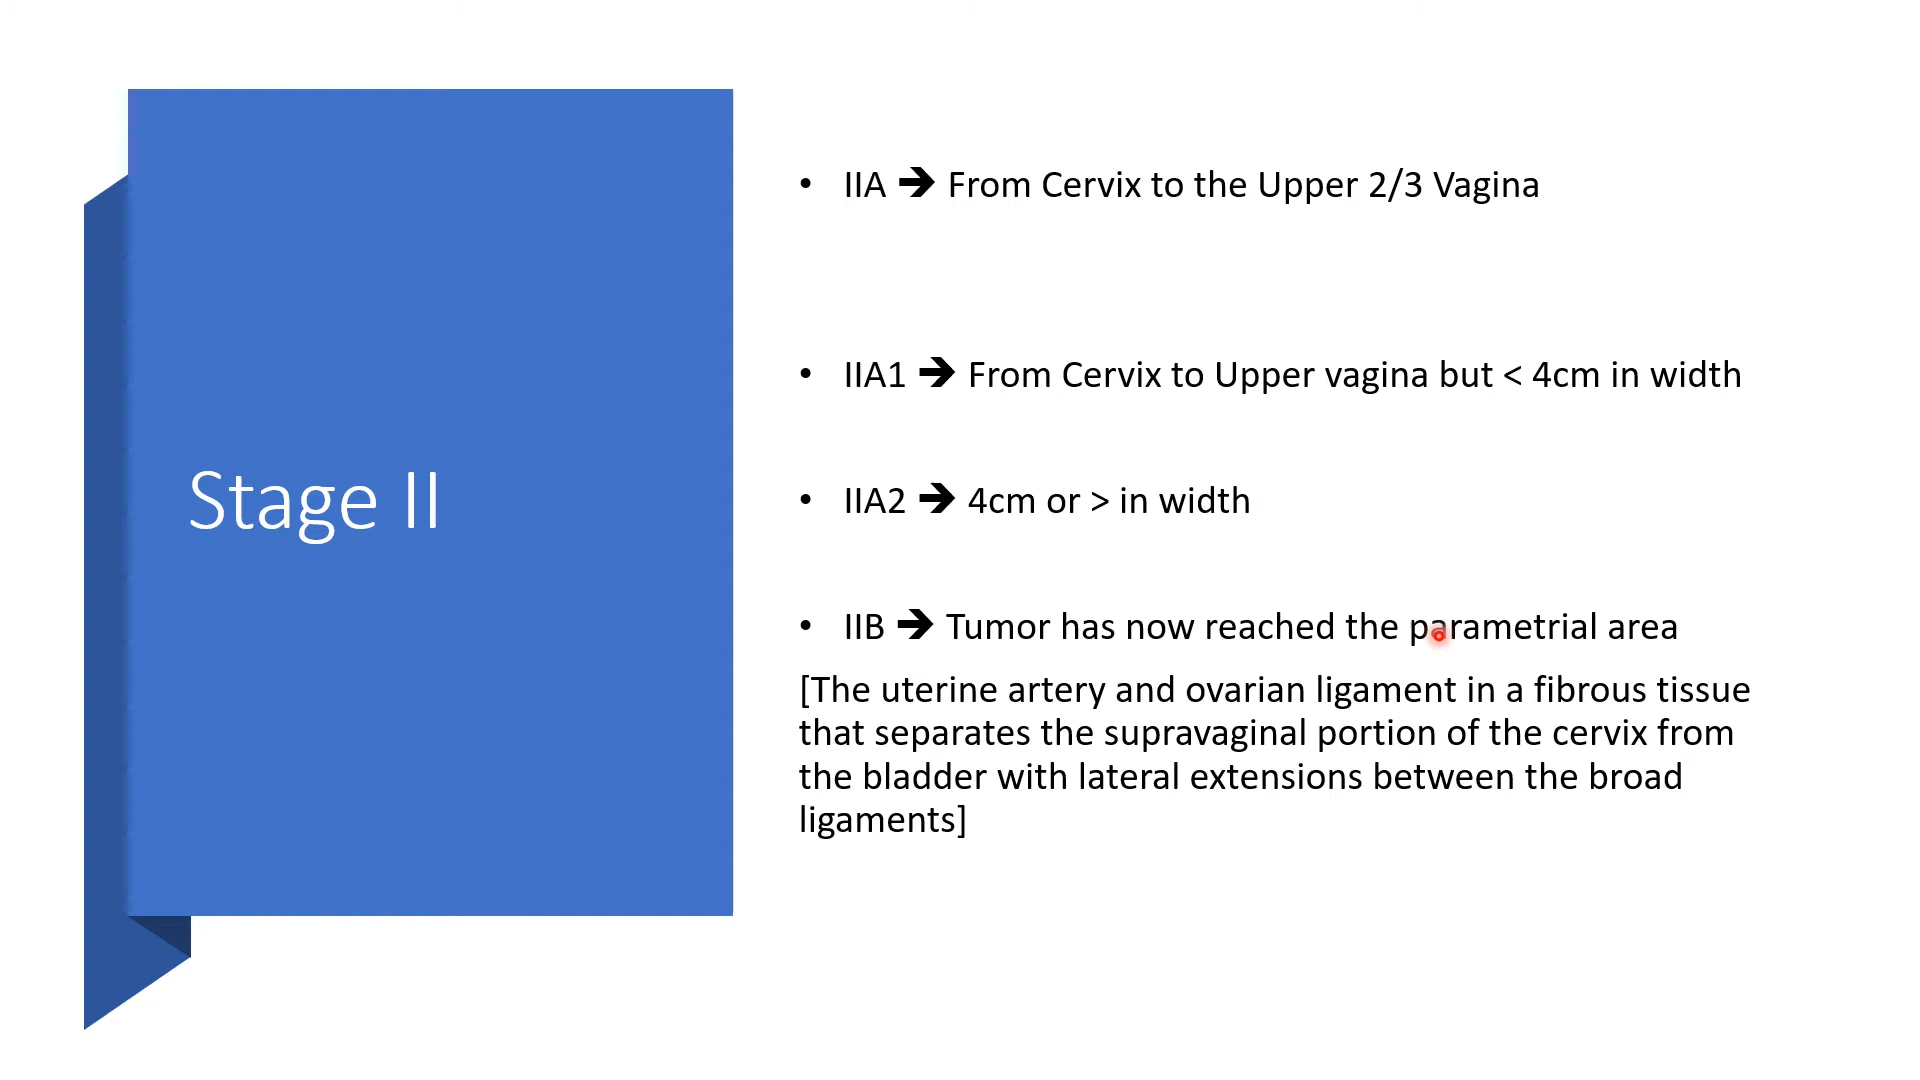 Stage II
• IIA 🡲 From Cervix to the Upper 2/3 Vagina
• IIA1 🡲 From Cervix to Upper vagina but < 4cm in width
• IIA2 🡲 4cm or > in width
• IIB 🡲 Tumor has now reached the parametrial area
[The uterine artery and ovarian ligament in a fibrous tissue
that separates the supravaginal portion of the cervix from
the bladder with lateral extensions between the broad
ligaments]